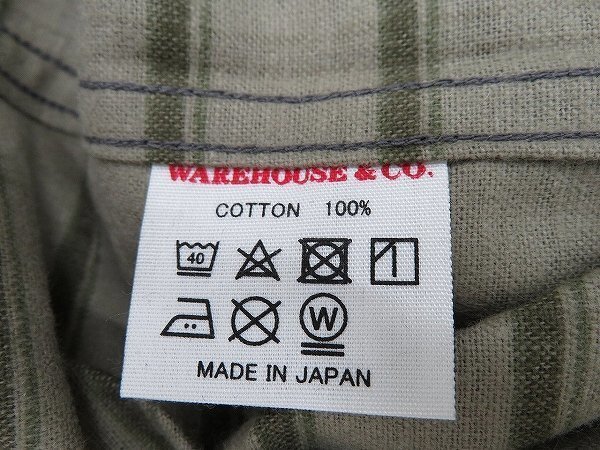 WAREHOUSE & CO.
COTTON 100%
40
W
MADE IN JAPAN